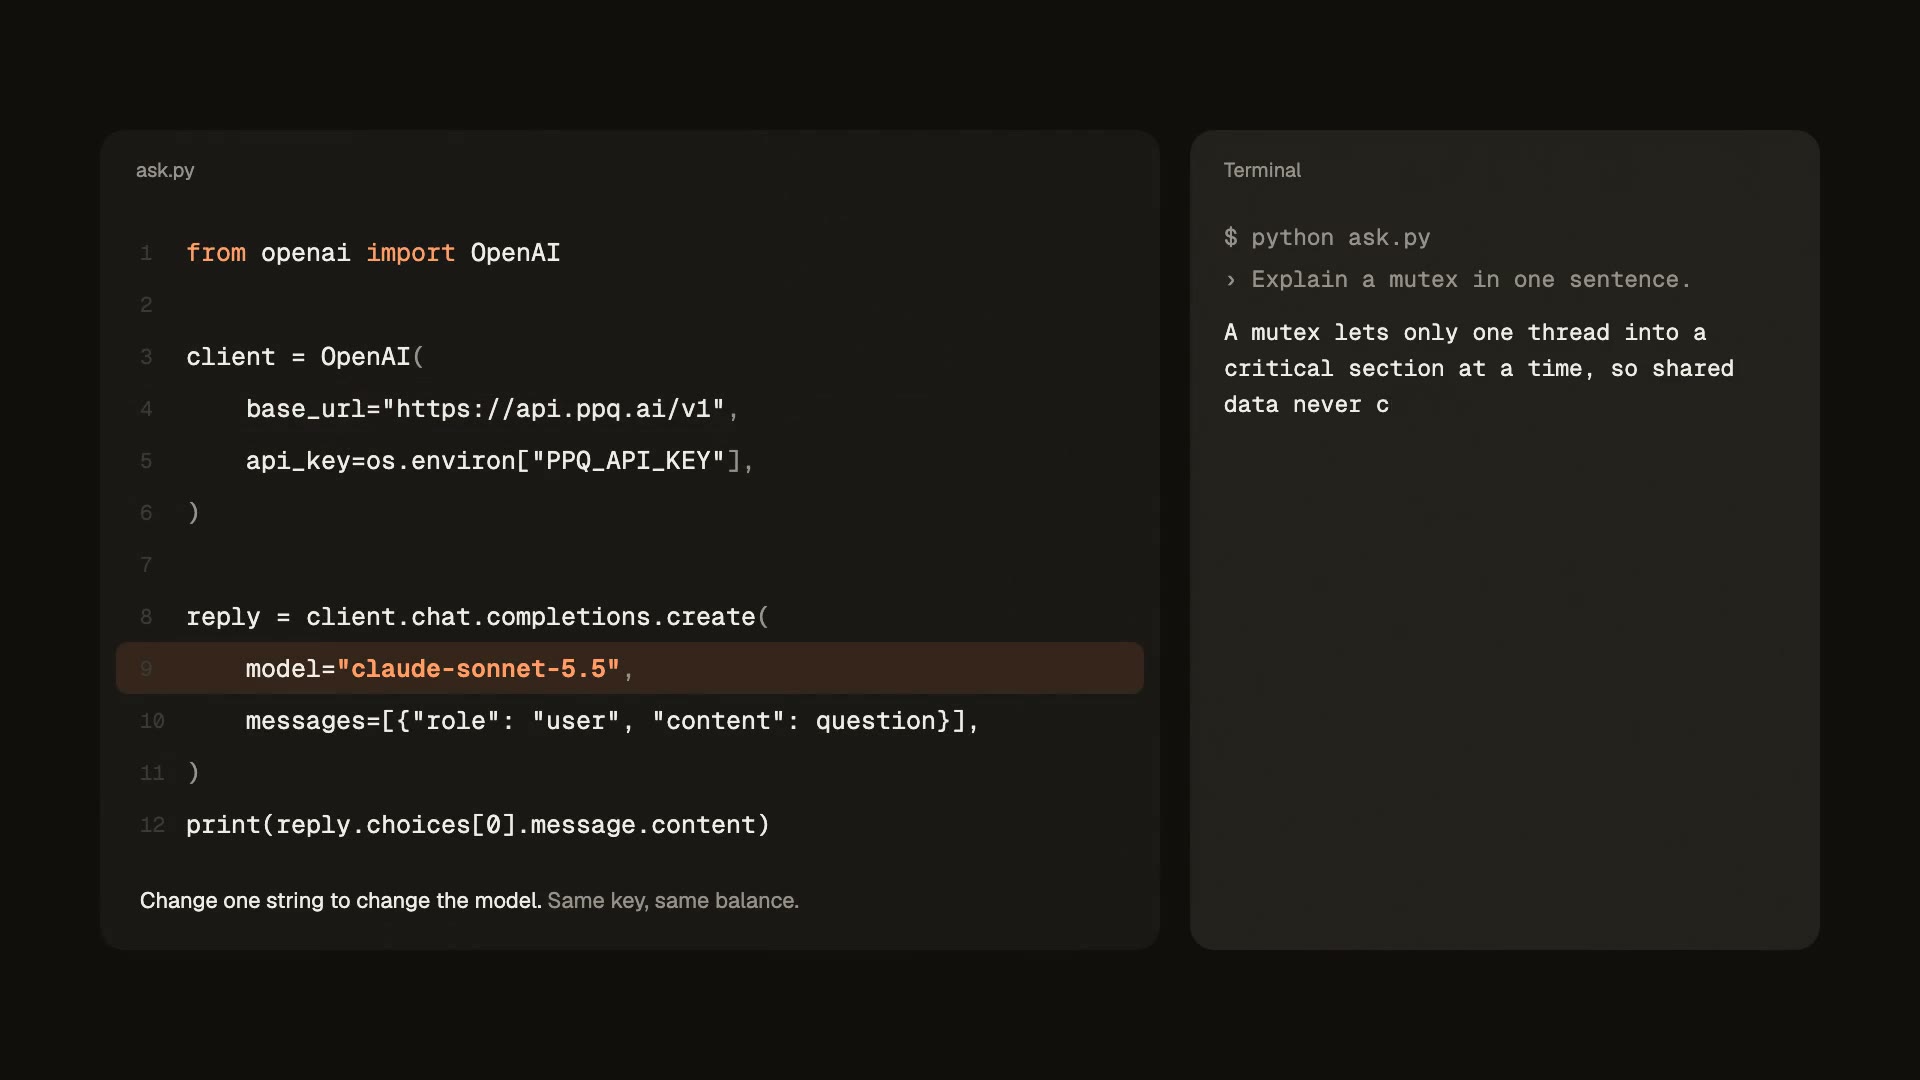 ask.py
1 from openai import OpenAI
2
3 client = OpenAI(
4     base_url="https://api.ppq.ai/v1",
5     api_key=os.environ["PPQ_API_KEY"],
6 )
7
8 reply = client.chat.completions.create(
9     model="claude-sonnet-5.5",
10     messages=[{"role": "user", "content": question}],
11 )
12 print(reply.choices[0].message.content)
Change one string to change the model. Same key, same balance.
Terminal
$ python ask.py
› Explain a mutex in one sentence.
A mutex lets only one thread into a
critical section at a time, so shared
data never c